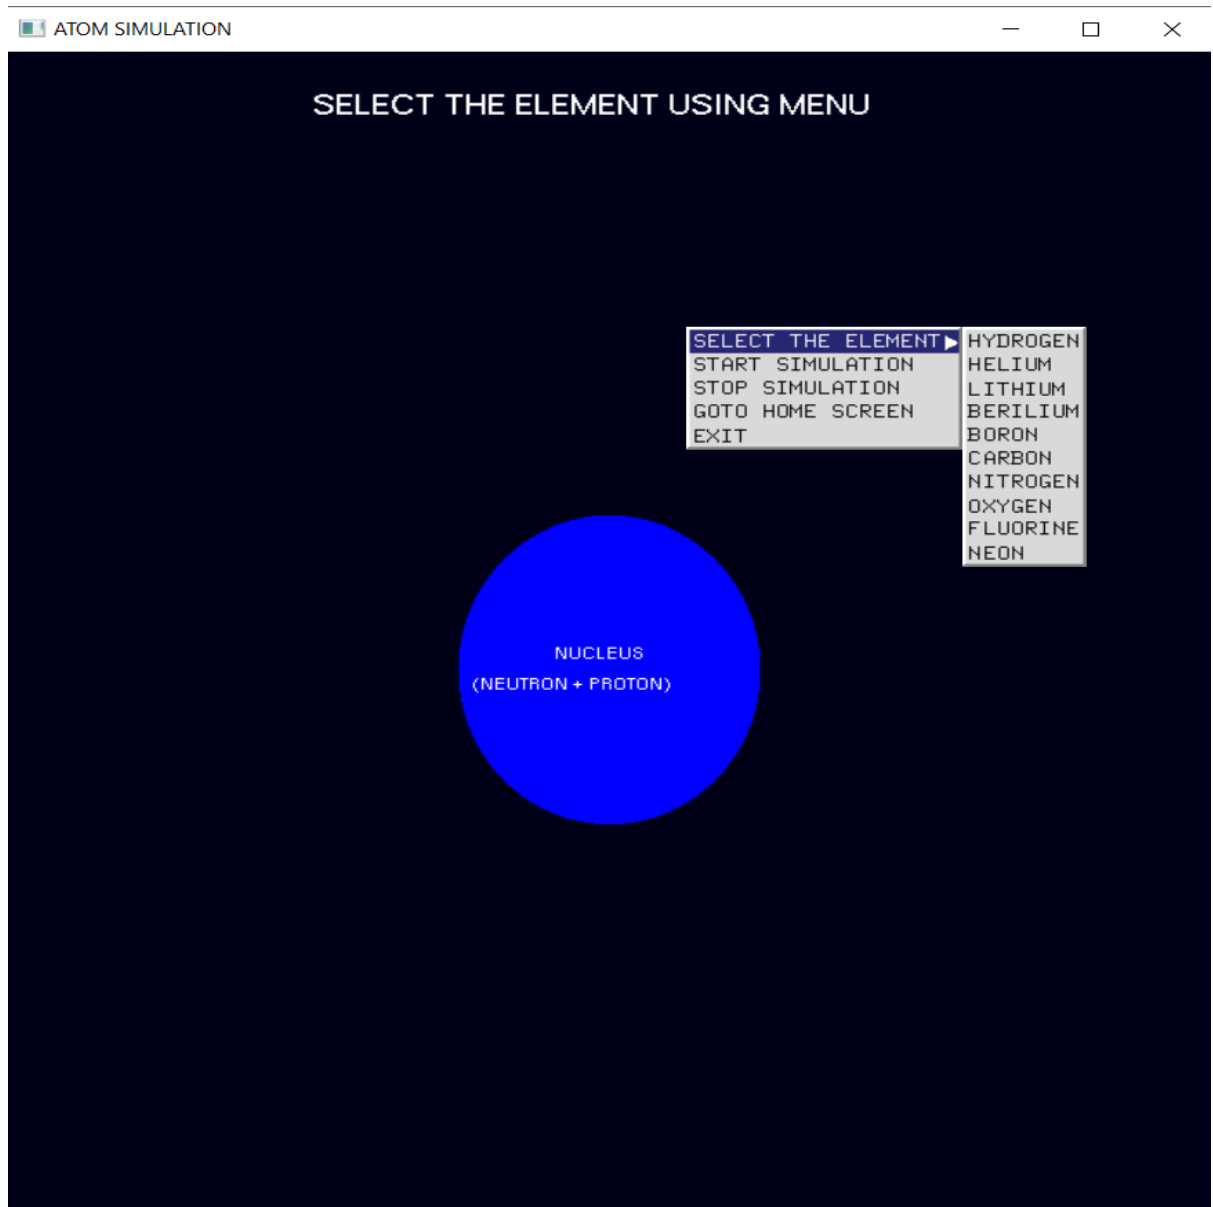 ATOM SIMULATION
SELECT THE ELEMENT USING MENU
SELECT THE ELEMENT
START SIMULATION
STOP SIMULATION
GOTO HOME SCREEN
EXIT
HYDROGEN
HELIUM
LITHIUM
BERILIUM
BORON
CARBON
NITROGEN
OXYGEN
FLUORINE
NEON
NUCLEUS
(NEUTRON + PROTON)